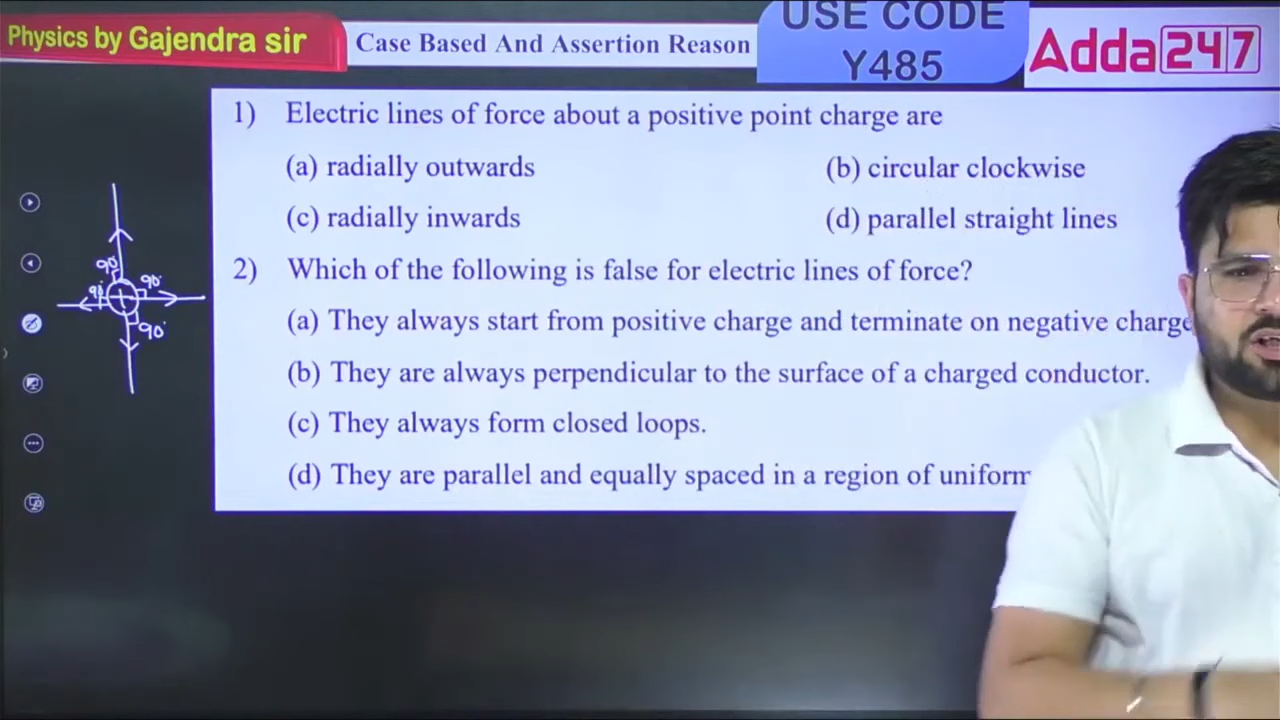 Physics by Gajendra sir
Case Based And Assertion Reason
USE CODE
Y485
Adda247
1) Electric lines of force about a positive point charge are
(a) radially outwards (b) circular clockwise
(c) radially inwards (d) parallel straight lines
2) Which of the following is false for electric lines of force?
(a) They always start from positive charge and terminate on negative charge
(b) They are always perpendicular to the surface of a charged conductor.
(c) They always form closed loops.
(d) They are parallel and equally spaced in a region of uniform
90° 90°
90° +
90°